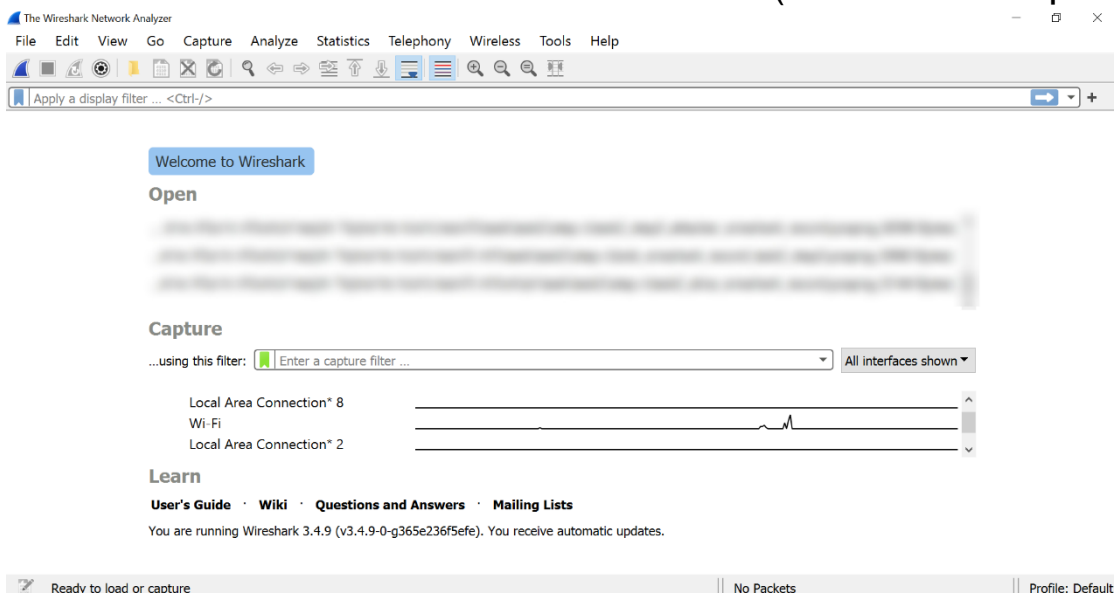 The Wireshark Network Analyzer
File Edit View Go Capture Analyze Statistics Telephony Wireless Tools Help
Apply a display filter ... <Ctrl-/>
+
Welcome to Wireshark
Open
Capture
...using this filter: Enter a capture filter ... All interfaces shown
Local Area Connection* 8
Wi-Fi
Local Area Connection* 2
Learn
User's Guide · Wiki · Questions and Answers · Mailing Lists
You are running Wireshark 3.4.9 (v3.4.9-0-g365e236f5efe). You receive automatic updates.
Ready to load or capture No Packets Profile: Default